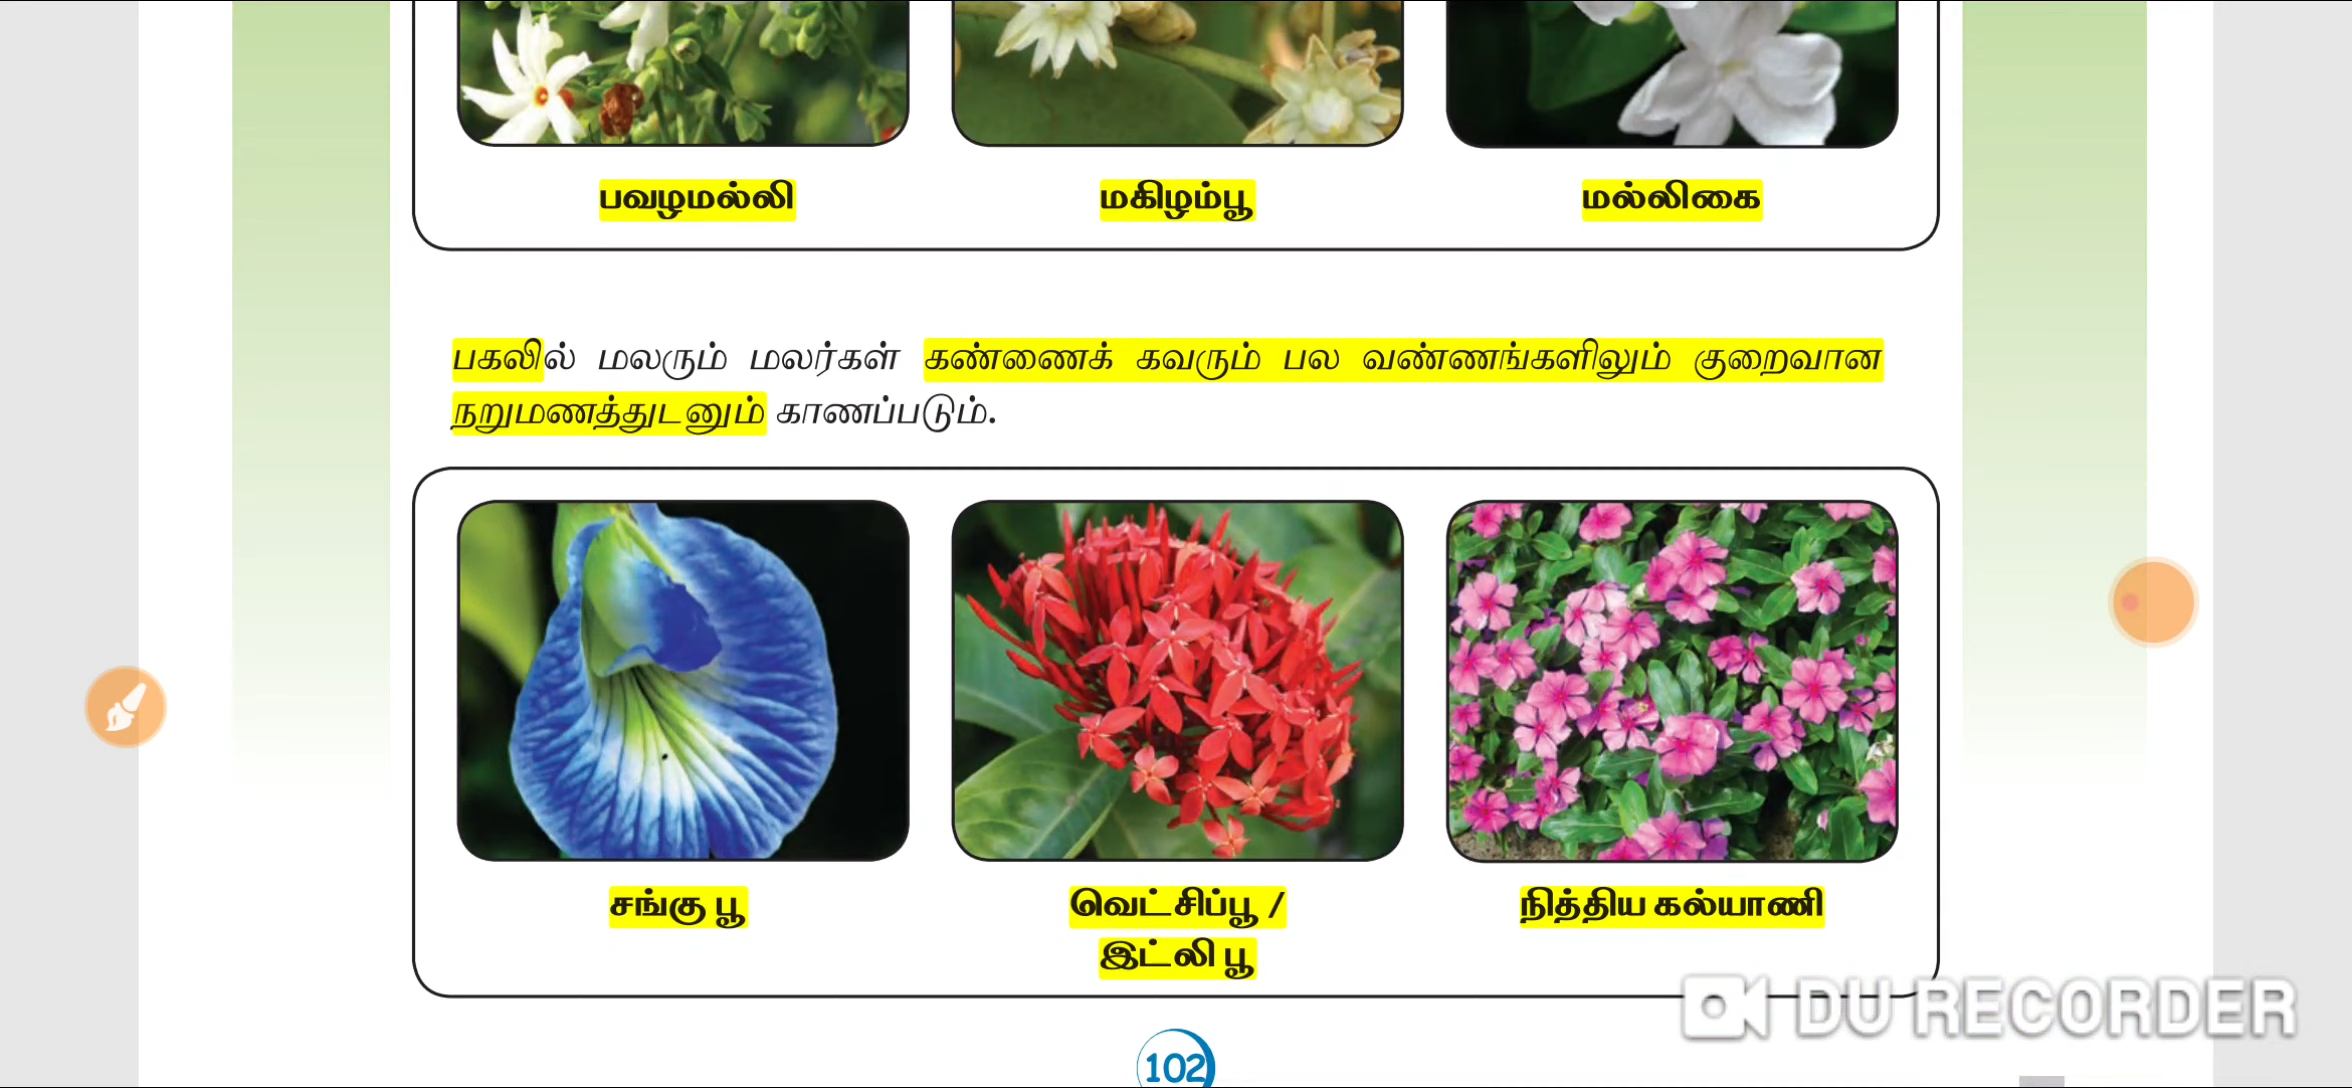 பவழமல்லி மகிழம்பூ மல்லிகை
பகலில் மலரும் மலர்கள் கண்ணைக் கவரும் பல வண்ணங்களிலும் குறைவான
நறுமணத்துடனும் காணப்படும்.
சங்கு பூ வெட்சிப்பூ / நித்திய கல்யாணி
இட்லி பூ
DU RECORDER
102